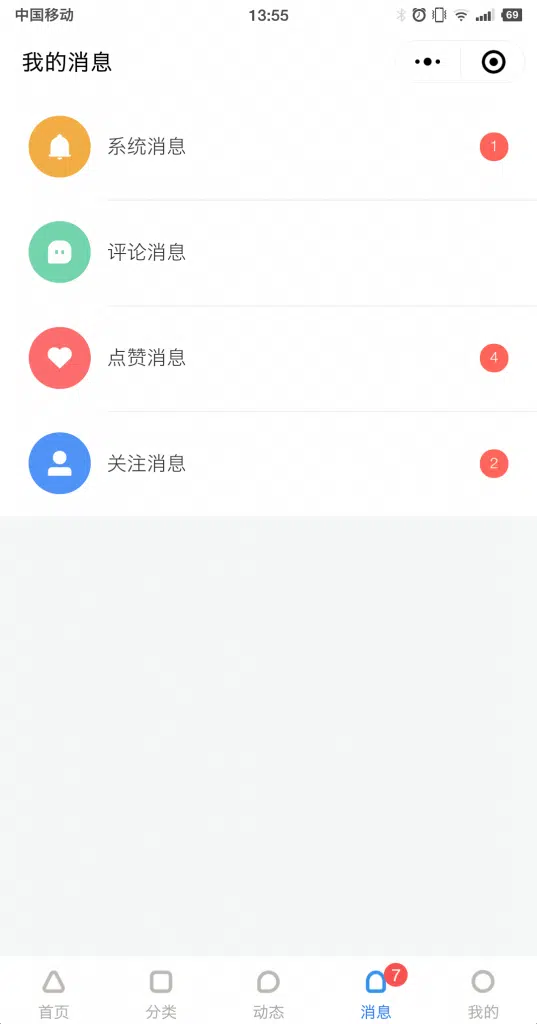 中国移动 13:55 69
我的消息
系统消息 1
评论消息
点赞消息 4
关注消息 2
7
首页 分类 动态 消息 我的